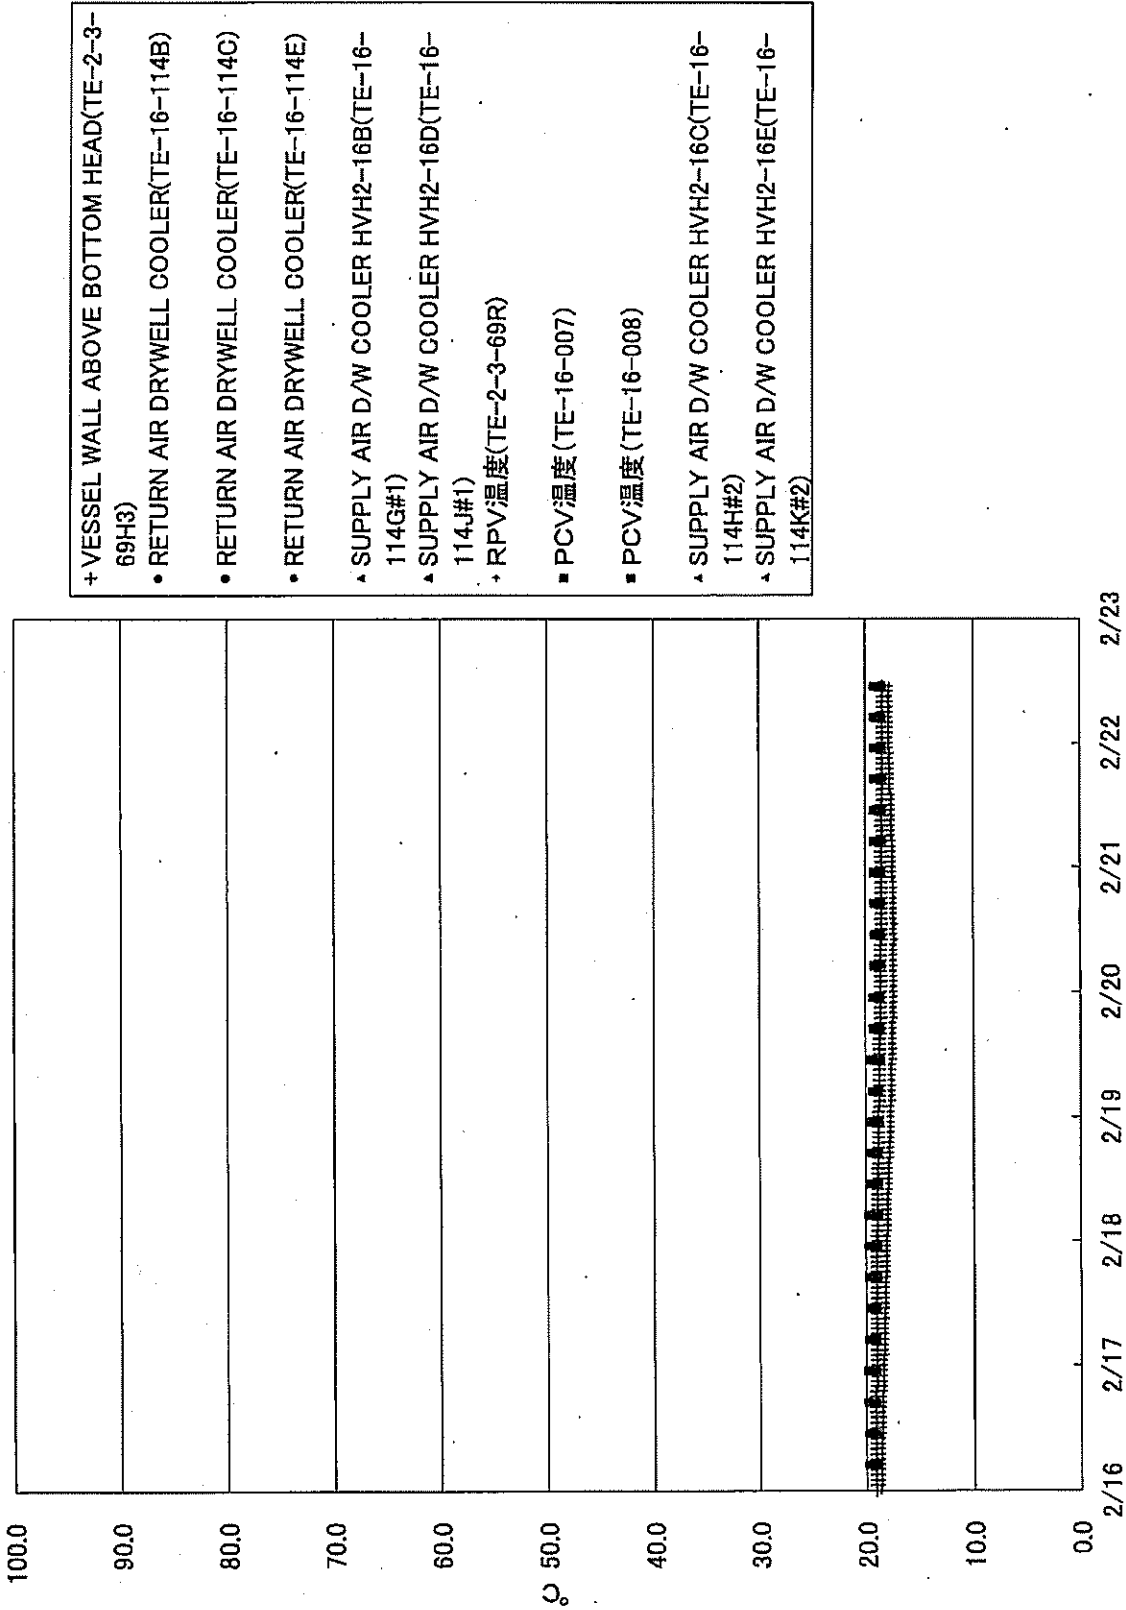 100.0
90.0
80.0
70.0
60.0
50.0
40.0
30.0
20.0
10.0
0.0
℃
2/16
2/17
2/18
2/19
2/20
2/21
2/22
2/23
+ VESSEL WALL ABOVE BOTTOM HEAD(TE-2-3-
69H3)
• RETURN AIR DRYWELL COOLER(TE-16-114B)
• RETURN AIR DRYWELL COOLER(TE-16-114C)
• RETURN AIR DRYWELL COOLER(TE-16-114E)
▲ SUPPLY AIR D/W COOLER HVH2-16B(TE-16-
114G#1)
▲ SUPPLY AIR D/W COOLER HVH2-16D(TE-16-
114J#1)
+ RPV温度(TE-2-3-69R)
■ PCV温度(TE-16-007)
■ PCV温度(TE-16-008)
▲ SUPPLY AIR D/W COOLER HVH2-16C(TE-16-
114H#2)
▲ SUPPLY AIR D/W COOLER HVH2-16E(TE-16-
114K#2)